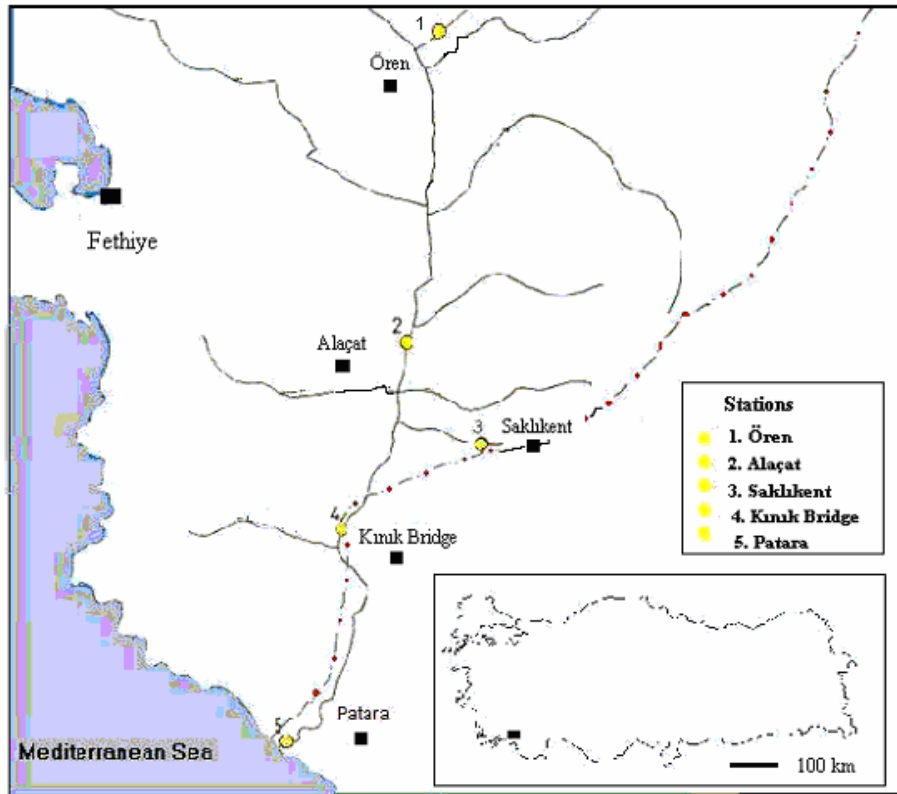 1
Ören
Fethiye
2
Alaçat
3
Saklıkent
4
Kınık Bridge
5
Patara
Mediterranean Sea
Stations
1. Ören
2. Alaçat
3. Saklıkent
4. Kınık Bridge
5. Patara
100 km